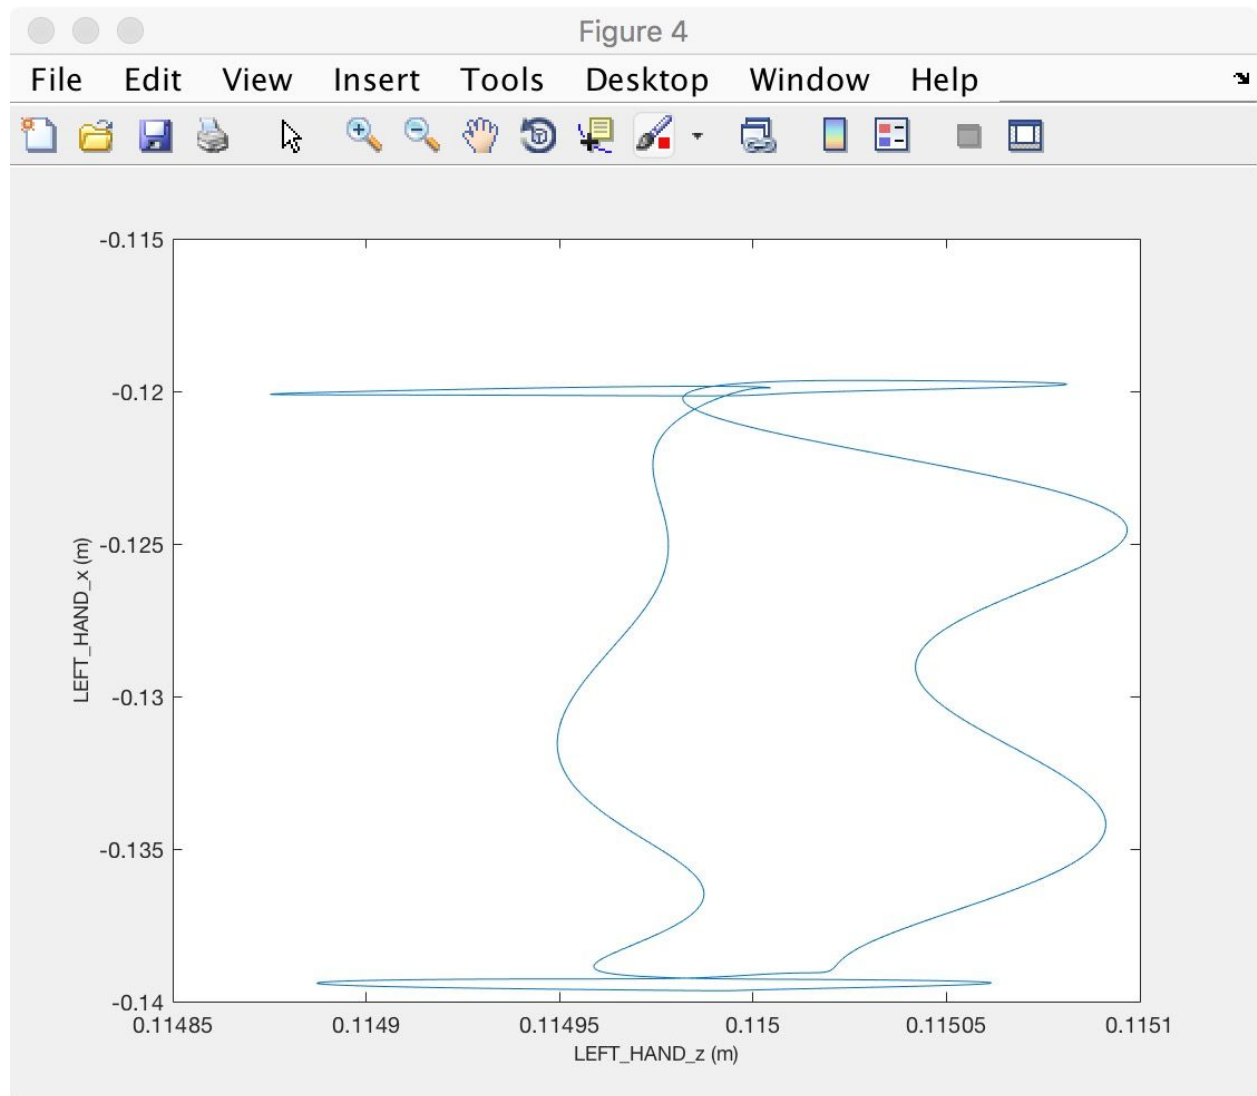 Figure 4
File Edit View Insert Tools Desktop Window Help
-0.115
-0.12
-0.125
-0.13
-0.135
-0.14
LEFT_HAND_x (m)
0.11485 0.1149 0.11495 0.115 0.11505 0.1151
LEFT_HAND_z (m)